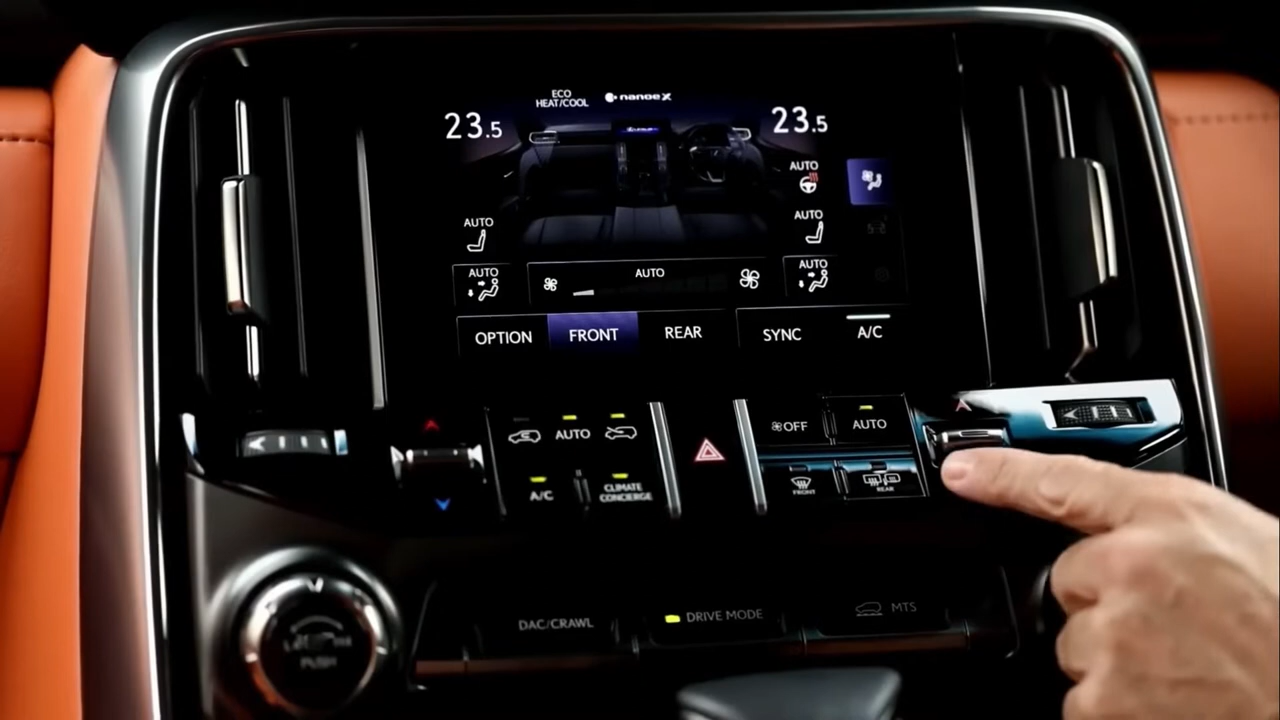 ECO
HEAT/COOL
nanoe X
23.5
23.5
AUTO
AUTO
AUTO
AUTO
AUTO
AUTO
OPTION
FRONT
REAR
SYNC
A/C
AUTO
OFF
AUTO
A/C
CLIMATE
CONCIERGE
FRONT
REAR
DAC/CRAWL
DRIVE MODE
MTS
PUSH